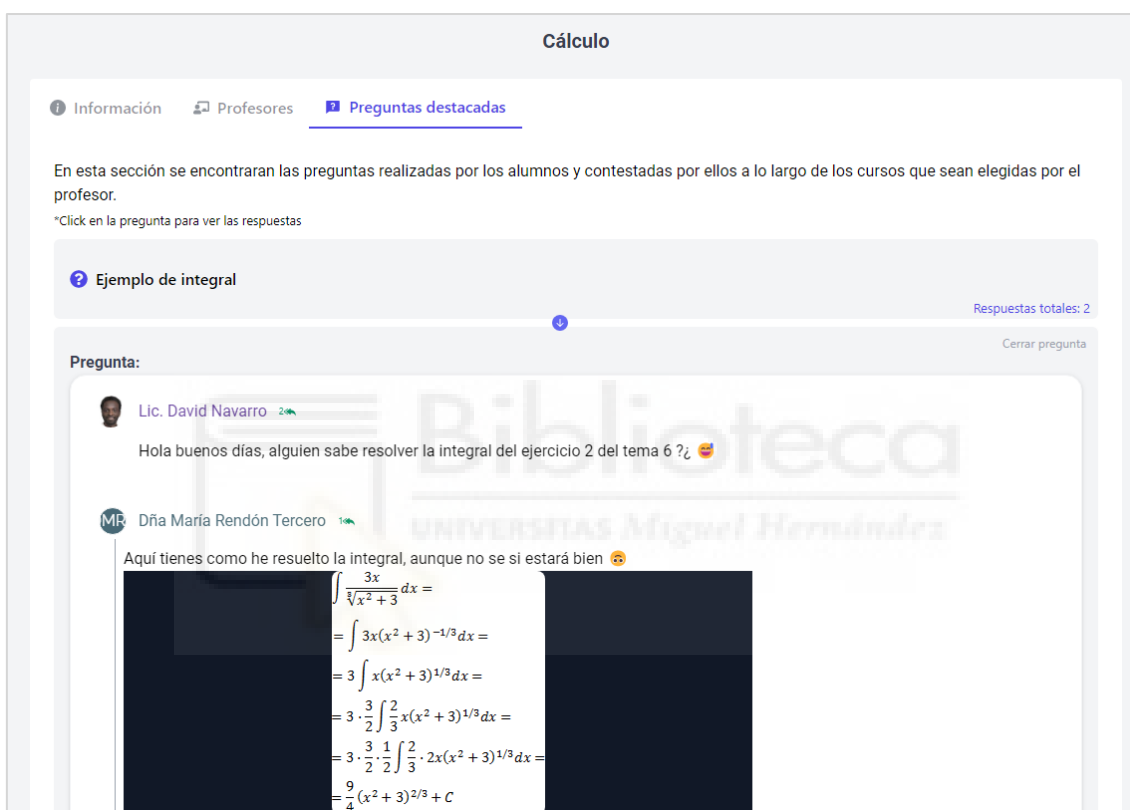 Cálculo
Información
Profesores
Preguntas destacadas
En esta sección se encontraran las preguntas realizadas por los alumnos y contestadas por ellos a lo largo de los cursos que sean elegidas por el
profesor.
*Click en la pregunta para ver las respuestas
Ejemplo de integral
Respuestas totales: 2
Cerrar pregunta
Pregunta:
Lic. David Navarro 2
Hola buenos días, alguien sabe resolver la integral del ejercicio 2 del tema 6 ?¿ 😅
MR Dña María Rendón Tercero 1
Aquí tienes como he resuelto la integral, aunque no se si estará bien 🙃
∫ 3x / ∛(x² + 3) dx =
= ∫ 3x(x² + 3)^(-1/3) dx =
= 3 ∫ x(x² + 3)^(1/3) dx =
= 3 · 3/2 ∫ 2/3 x(x² + 3)^(1/3) dx =
= 3 · 3/2 · 1/2 ∫ 2/3 · 2x(x² + 3)^(1/3) dx =
= 9/4 (x² + 3)^(2/3) + C
Biblioteca
UNIVERSITAS Miguel Hernández